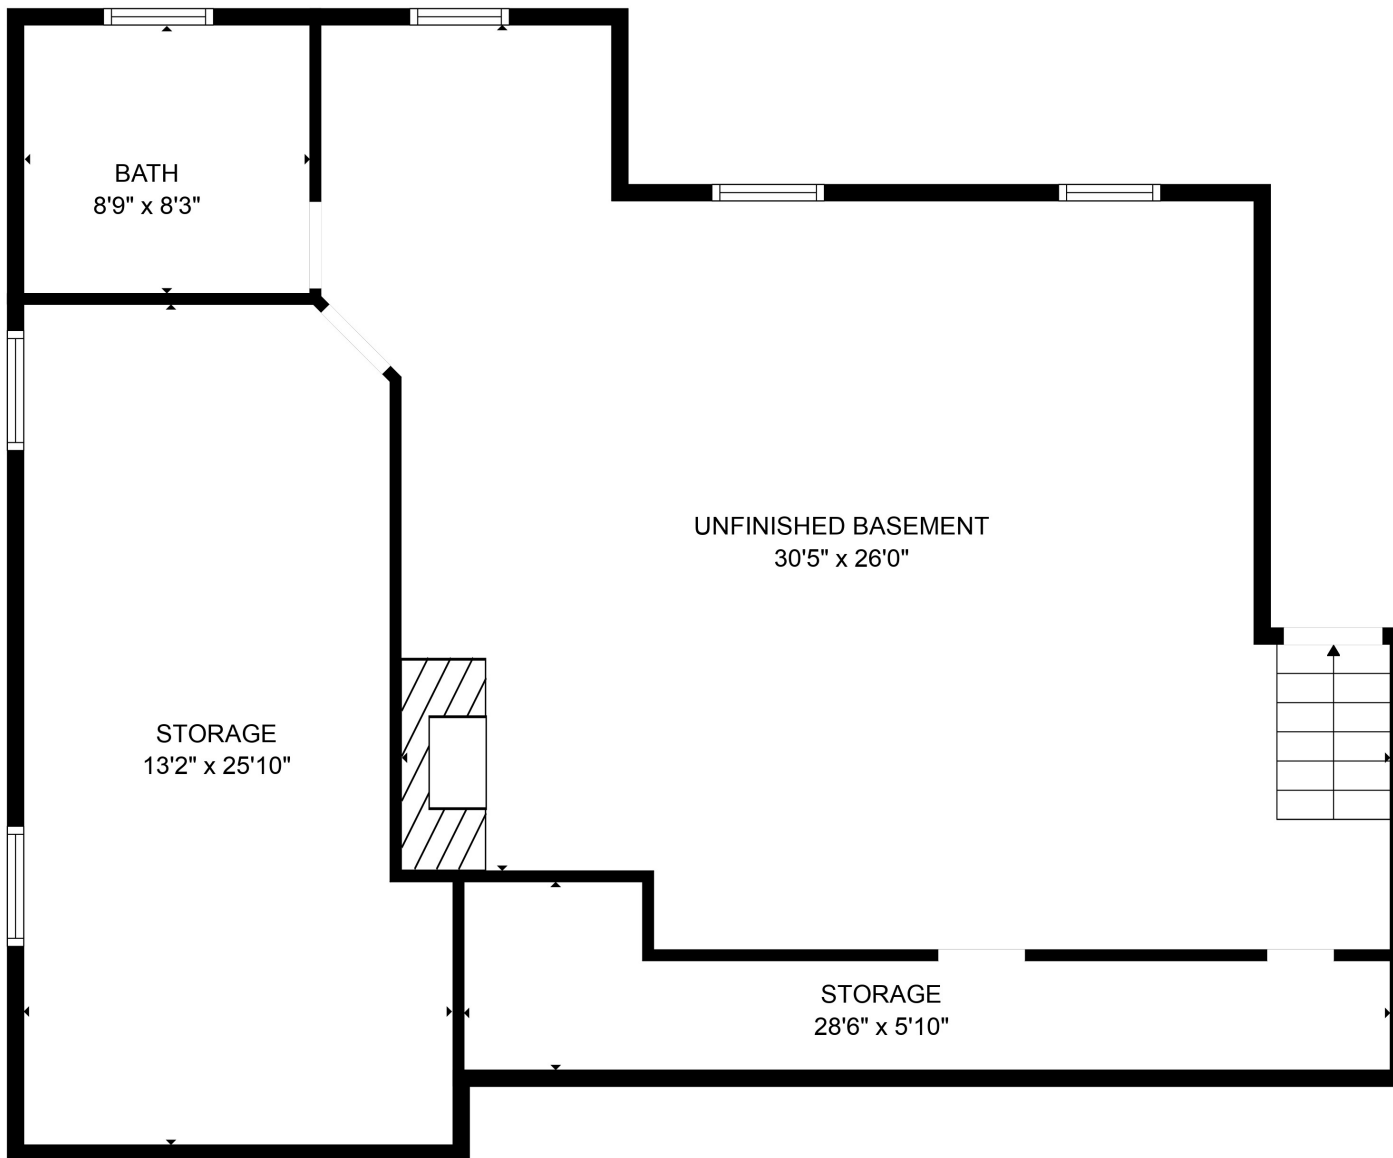 BATH
8'9" x 8'3"
UNFINISHED BASEMENT
30'5" x 26'0"
STORAGE
13'2" x 25'10"
STORAGE
28'6" x 5'10"